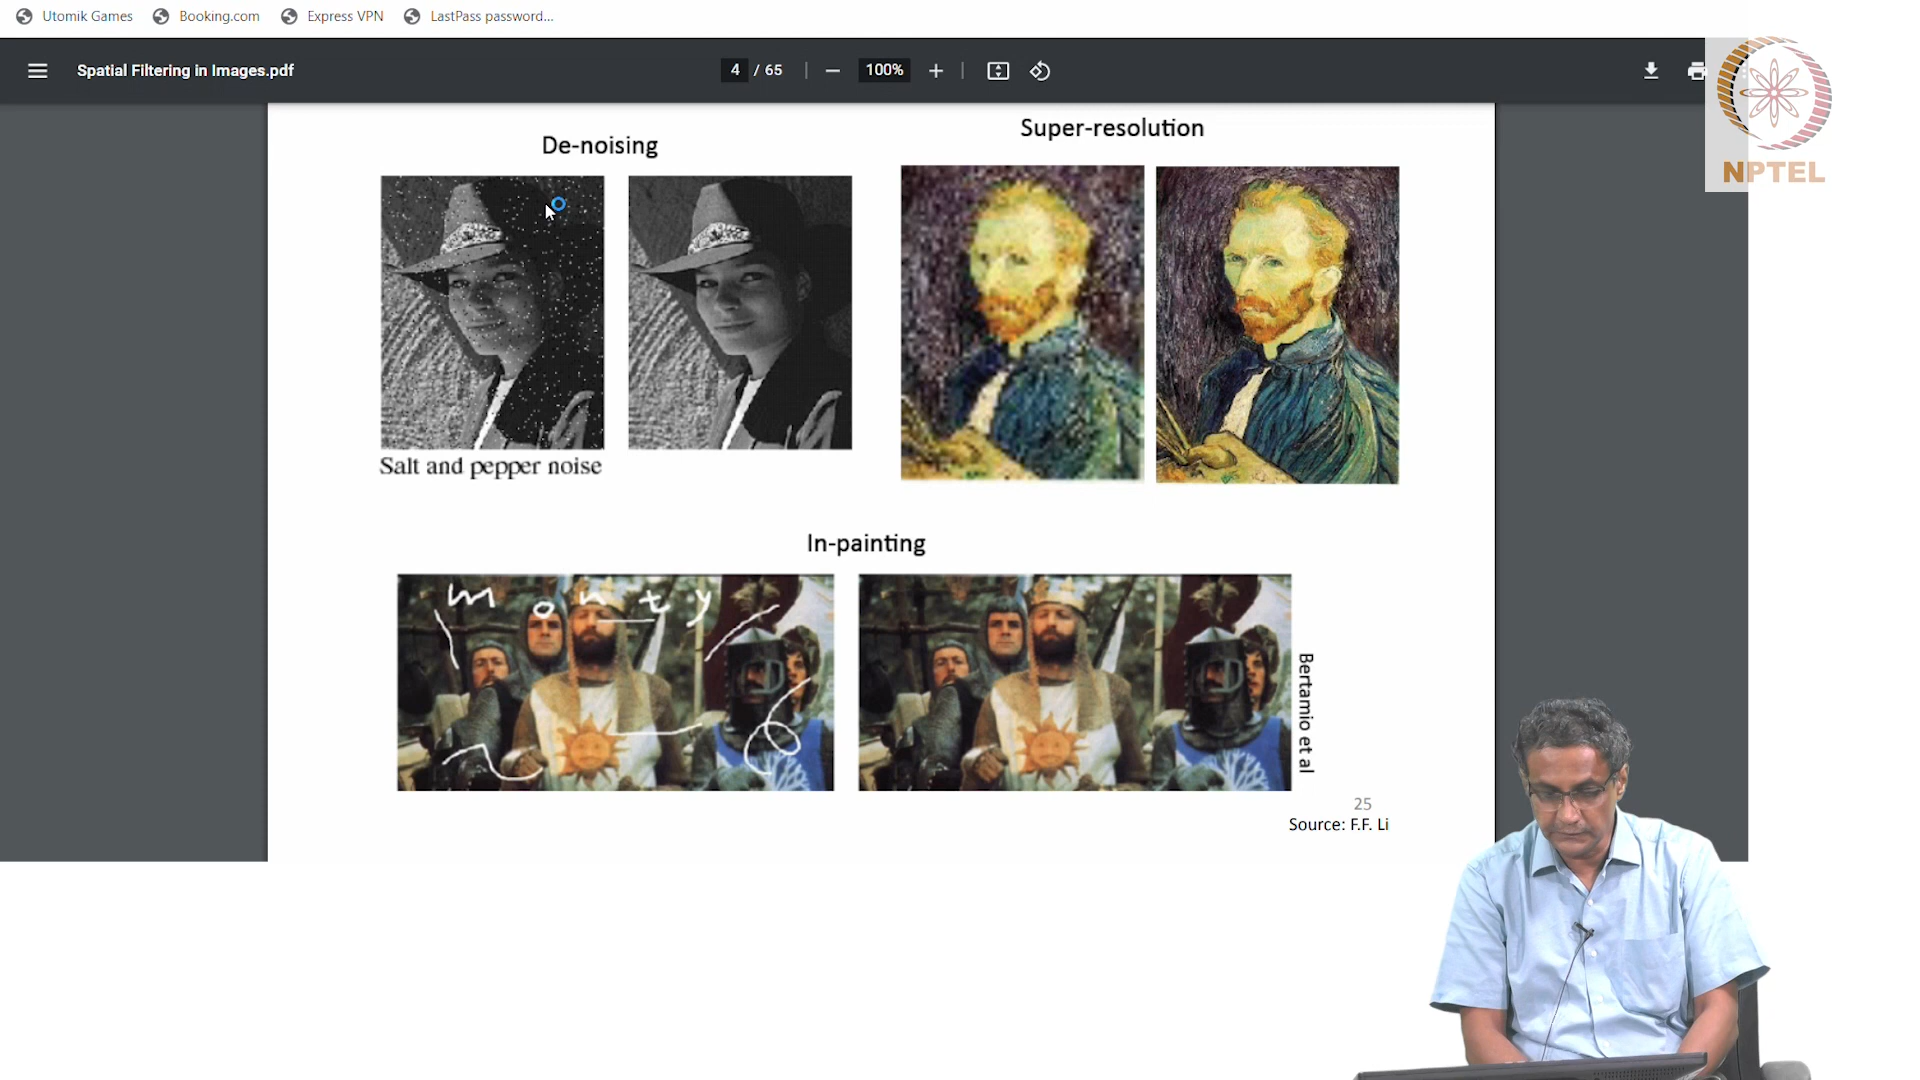 Utomik Games Booking.com Express VPN LastPass password...
Spatial Filtering in Images.pdf 4 / 65 100%
NPTEL
De-noising
Super-resolution
Salt and pepper noise
In-painting
monty
Bertamio et al
25
Source: F.F. Li